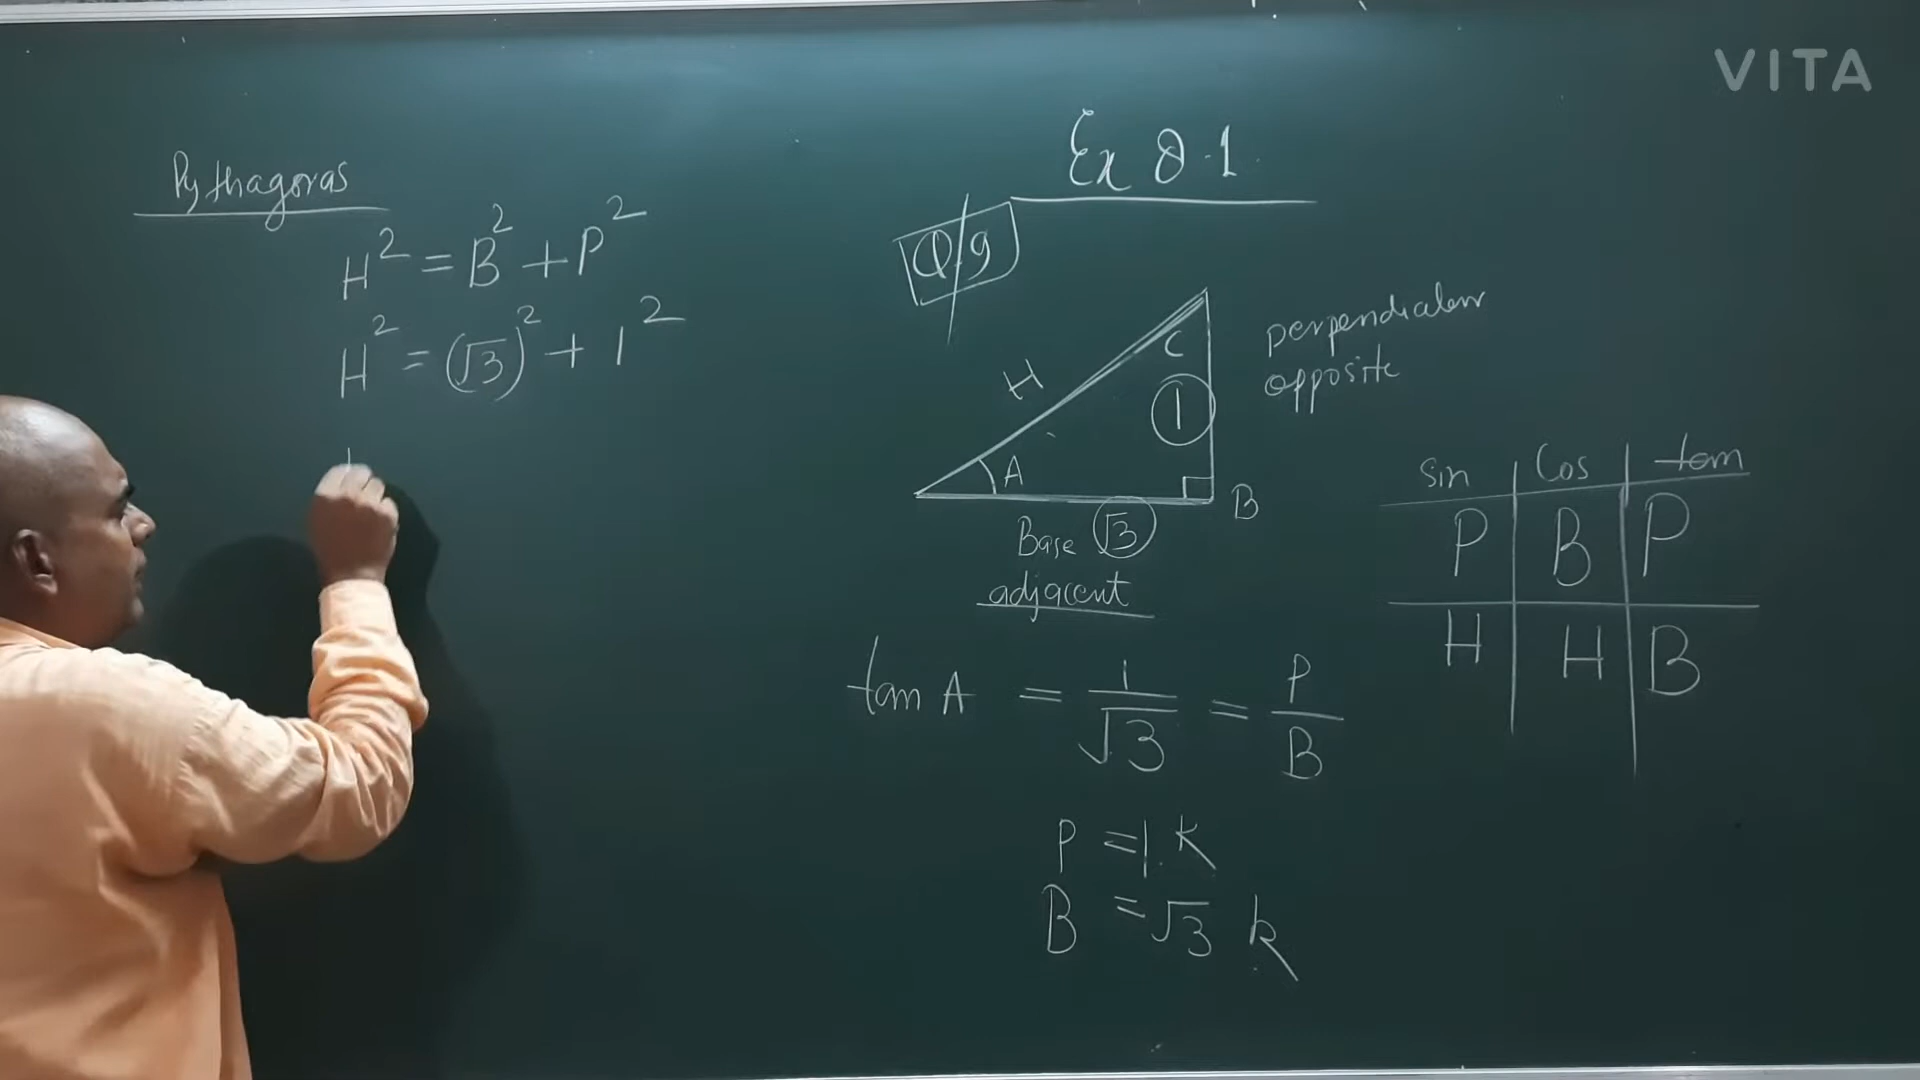 VITA
Ex 8.1
Pythagoras
H² = B² + P²
H² = (√3)² + 1²
Q/9
H
C
1
A
B
perpendicular
opposite
Base √3
adjacent
sin | Cos | tan
P | B | P
H | H | B
tan A = 1/√3 = P/B
P = 1.k
B = √3 k